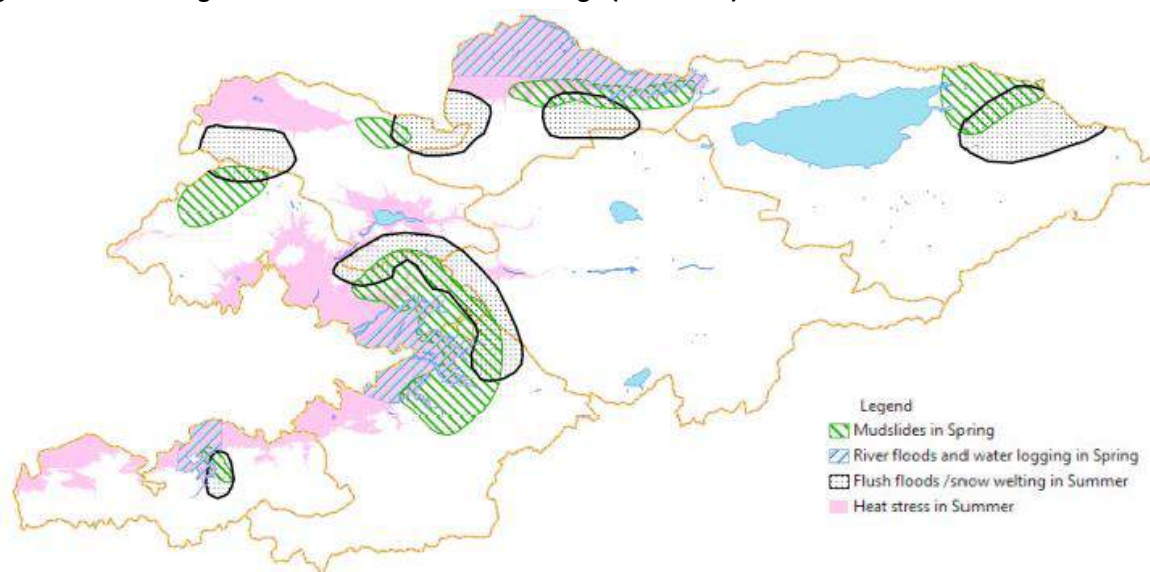 Legend
Mudslides in Spring
River floods and water logging in Spring
Flush floods /snow welting in Summer
Heat stress in Summer